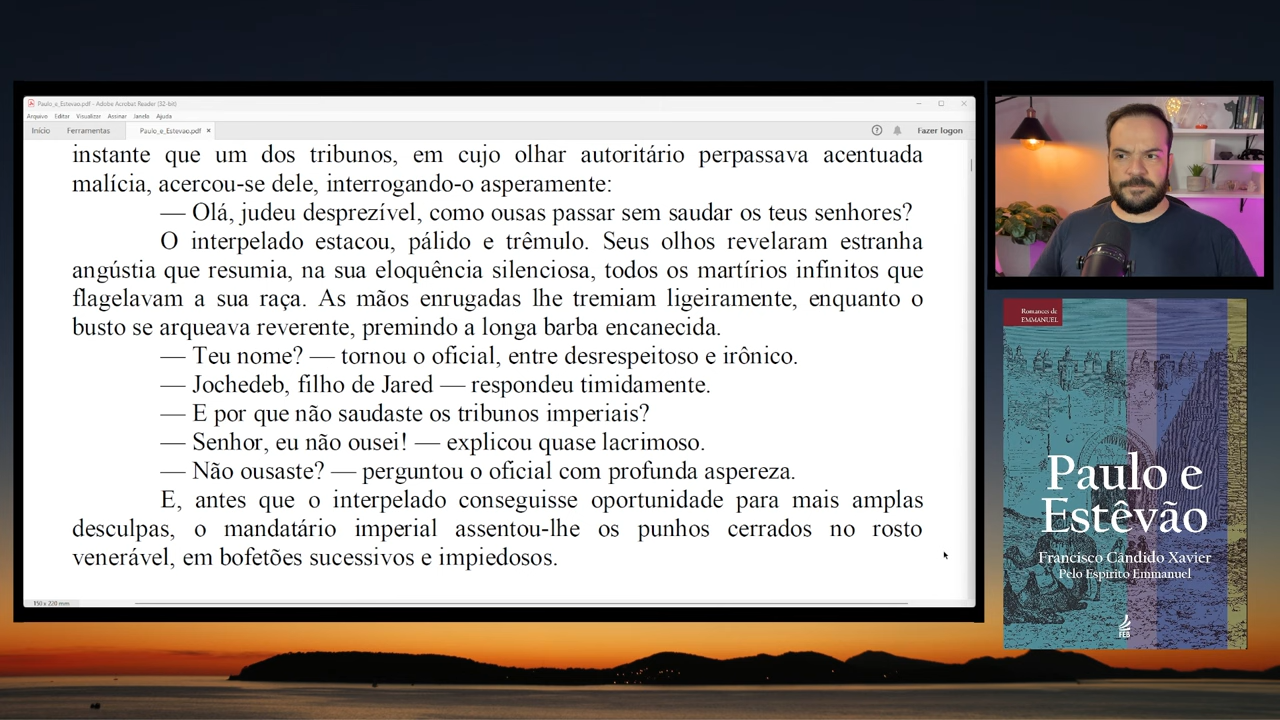 Paulo_e_Estevao.pdf - Adobe Acrobat Reader (32-bit)
Arquivo Editar Visualizar Assinar Janela Ajuda
Início Ferramentas Paulo_e_Estevao.pdf × Fazer logon
instante que um dos tribunos, em cujo olhar autoritário perpassava acentuada
malícia, acercou-se dele, interrogando-o asperamente:
— Olá, judeu desprezível, como ousas passar sem saudar os teus senhores?
O interpelado estacou, pálido e trêmulo. Seus olhos revelaram estranha
angústia que resumia, na sua eloquência silenciosa, todos os martírios infinitos que
flagelavam a sua raça. As mãos enrugadas lhe tremiam ligeiramente, enquanto o
busto se arqueava reverente, premindo a longa barba encanecida.
— Teu nome? — tornou o oficial, entre desrespeitoso e irônico.
— Jochedeb, filho de Jared — respondeu timidamente.
— E por que não saudaste os tribunos imperiais?
— Senhor, eu não ousei! — explicou quase lacrimoso.
— Não ousaste? — perguntou o oficial com profunda aspereza.
E, antes que o interpelado conseguisse oportunidade para mais amplas
desculpas, o mandatário imperial assentou-lhe os punhos cerrados no rosto
venerável, em bofetões sucessivos e impiedosos.
150 x 220 mm
Romances de
EMMANUEL
Paulo e
Estêvão
Francisco Cândido Xavier
Pelo Espírito Emmanuel
FEB